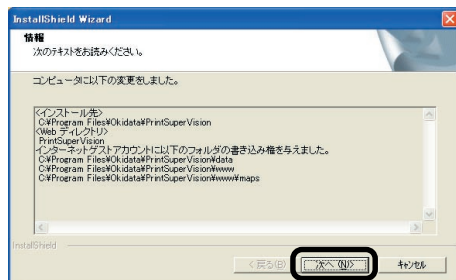 InstallShield Wizard
情報
次のテキストをお読みください。
コンピュータに以下の変更をしました。
<インストール先>
C:¥Program Files¥Okidata¥PrintSuperVision
<Web ディレクトリ>
PrintSuperVision
インターネットゲストアカウントに以下のフォルダの書き込み権を与えました。
C:¥Program Files¥Okidata¥PrintSuperVision¥data
C:¥Program Files¥Okidata¥PrintSuperVision¥www
C:¥Program Files¥Okidata¥PrintSuperVision¥www¥maps
InstallShield
< 戻る(B)
次へ(N)>
キャンセル